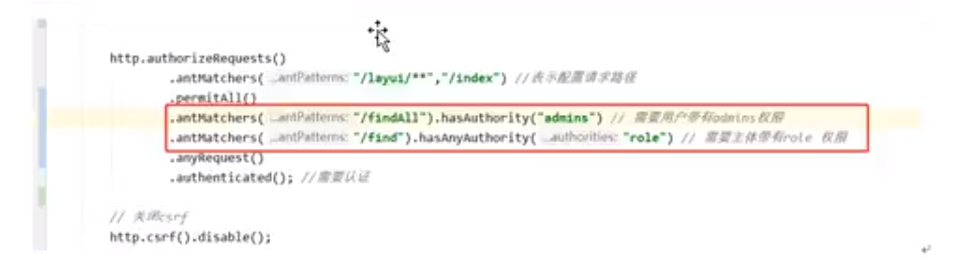 http.authorizeRequests()
.antMatchers( ...antPatterns: "/layui/**","/index") //表示配置请求路径
.permitAll()
.antMatchers( ...antPatterns: "/findAll").hasAuthority("admins") // 需要用户带有admins权限
.antMatchers( ...antPatterns: "/find").hasAnyAuthority( ...authorities: "role") // 需要主体带有role 权限
.anyRequest()
.authenticated(); //需要认证
// 关闭csrf
http.csrf().disable();